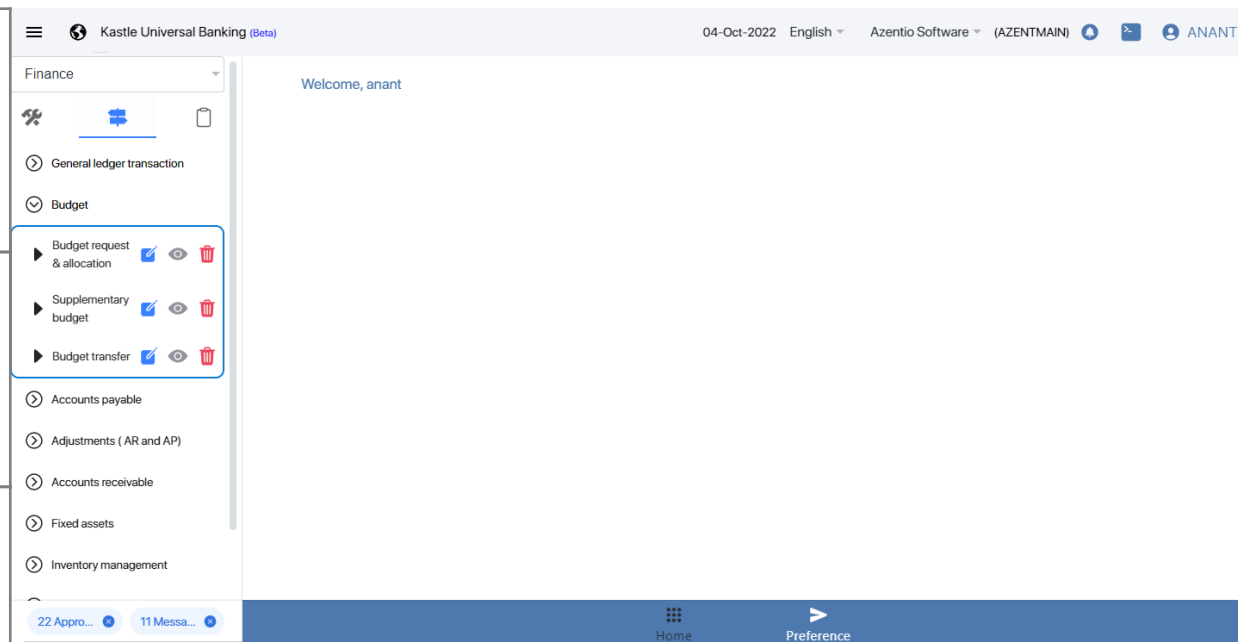 Kastle Universal Banking (Beta)
04-Oct-2022 English Azentio Software (AZENTMAIN) ANANT
Finance
Welcome, anant
General ledger transaction
Budget
Budget request
& allocation
Supplementary
budget
Budget transfer
Accounts payable
Adjustments ( AR and AP)
Accounts receivable
Fixed assets
Inventory management
22 Appro... 11 Messa...
Home Preference